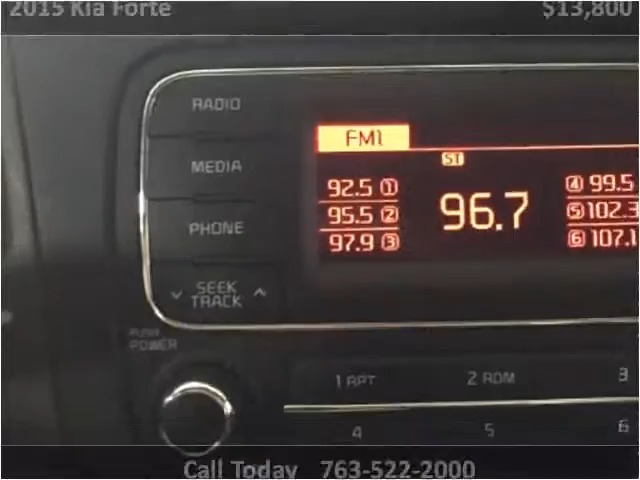 2015 Kia Forte $13,800
RADIO
FM1
ST
MEDIA
92.5 1 4 99.5
96.7
95.5 2 5 102.3
97.9 3 6 107.1
PHONE
SEEK
TRACK
PUSH
POWER
1 RPT 2 RDM 3
4 5 6
Call Today 763-522-2000